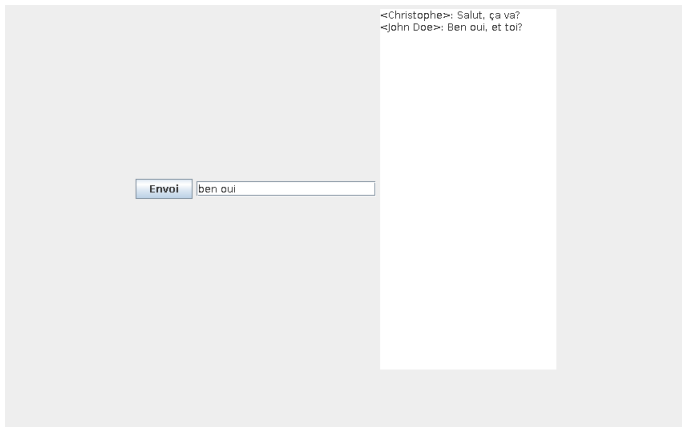 <Christophe>: Salut, ça va?
<John Doe>: Ben oui, et toi?
Envoi
ben oui